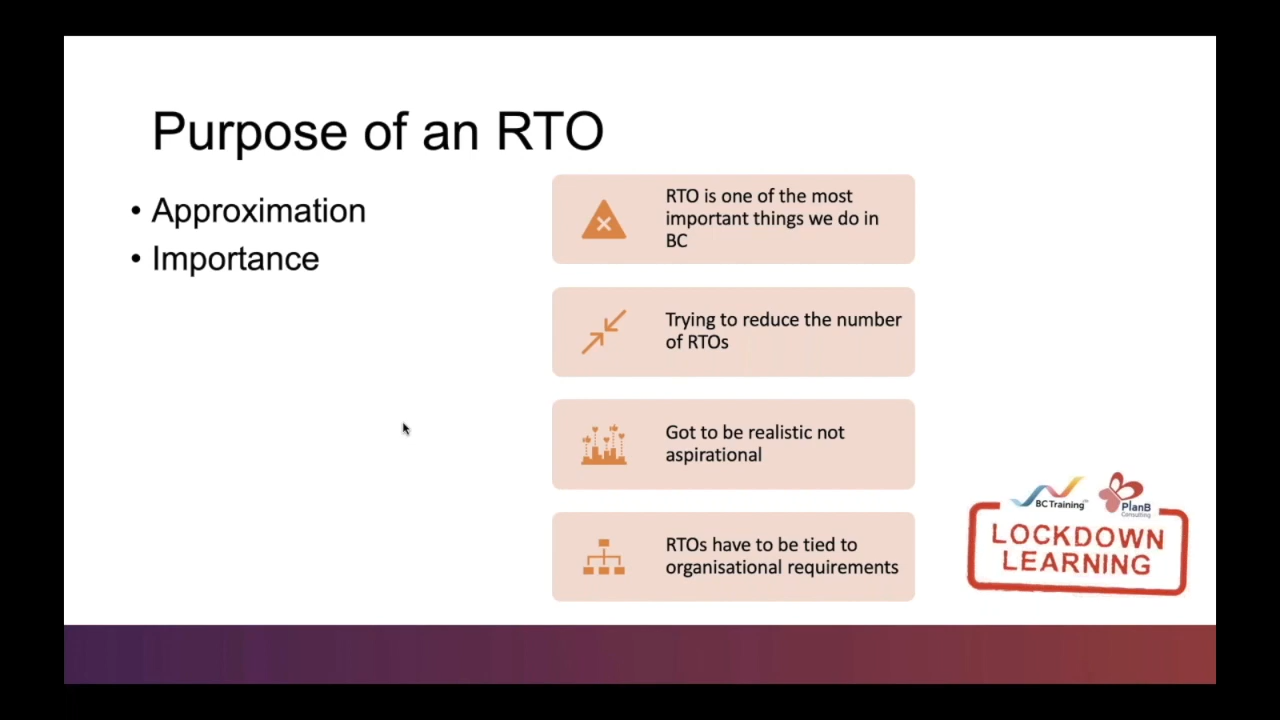 Purpose of an RTO
• Approximation
• Importance
RTO is one of the most
important things we do in
BC
Trying to reduce the number
of RTOs
Got to be realistic not
aspirational
RTOs have to be tied to
organisational requirements
BC Training
PlanB
Consulting
LOCKDOWN
LEARNING